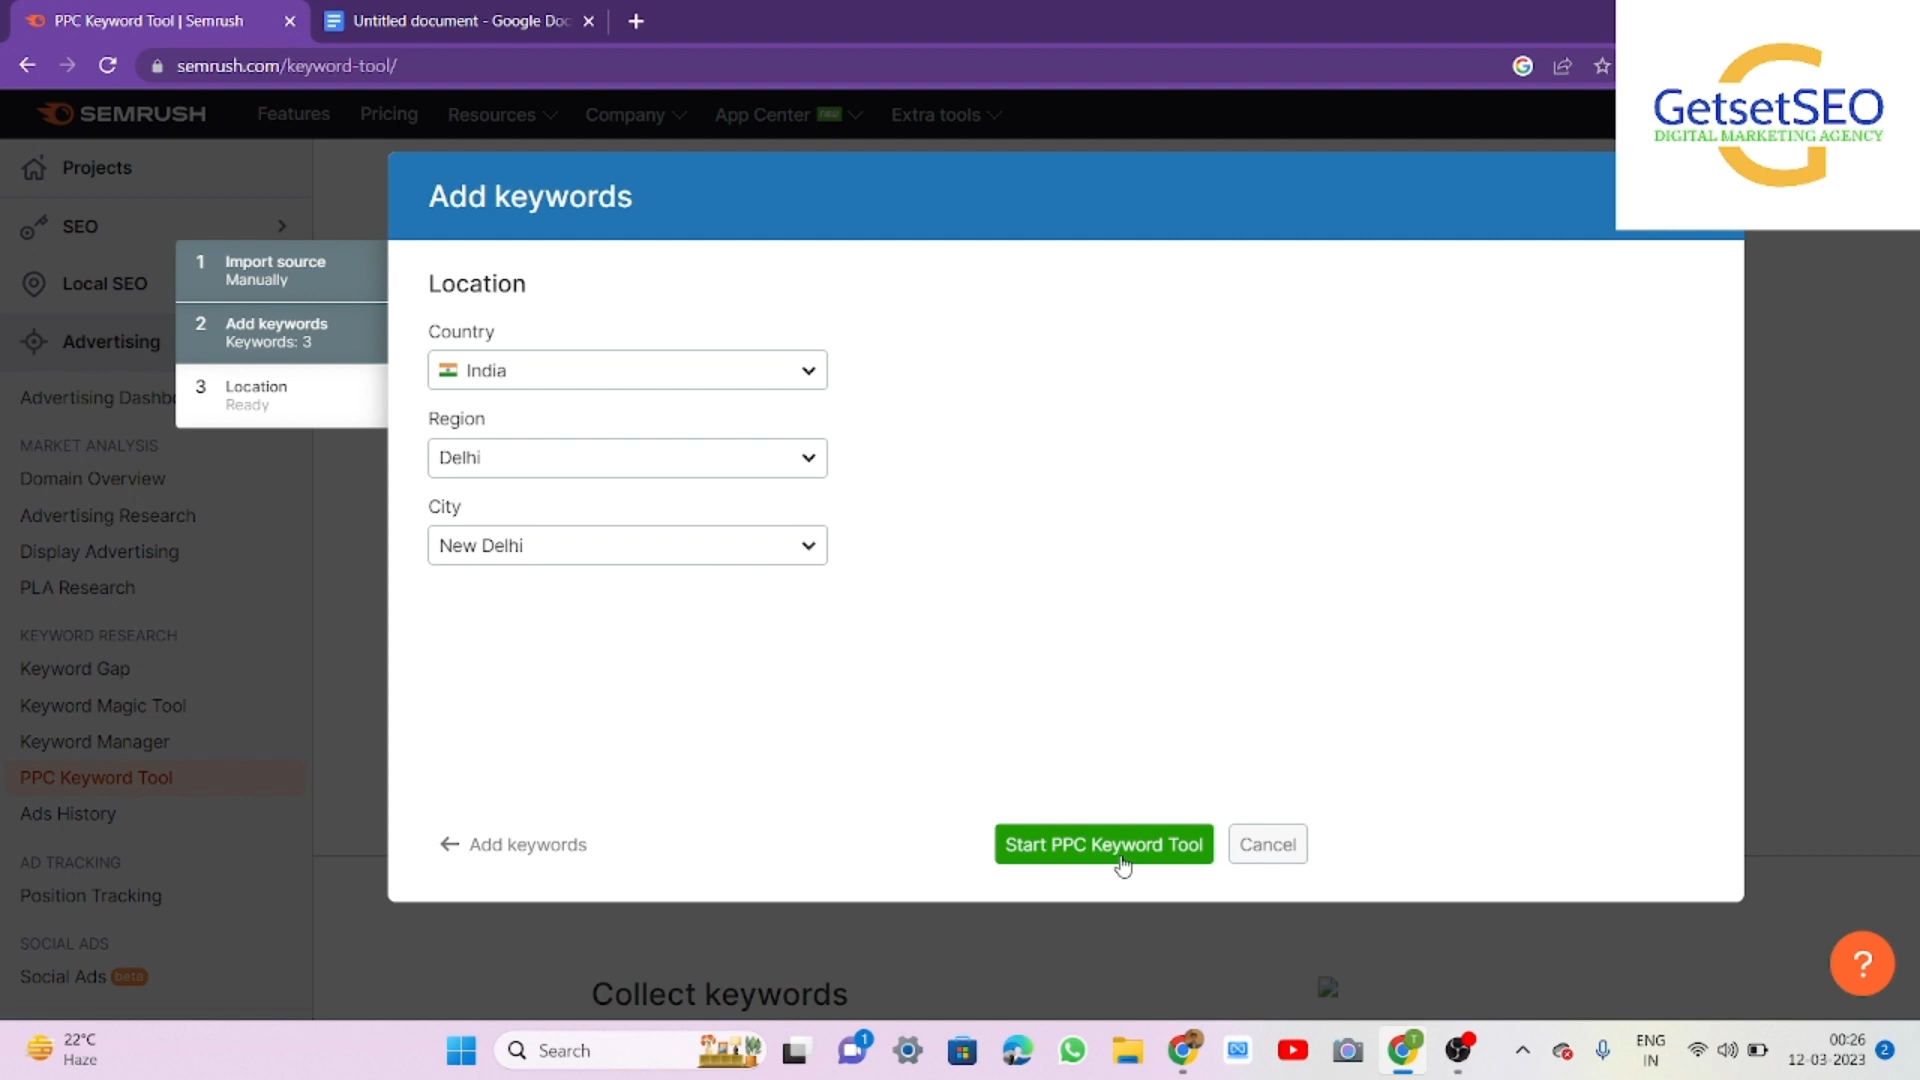 PPC Keyword Tool | Semrush
Untitled document - Google Doc
semrush.com/keyword-tool/
GetsetSEO
DIGITAL MARKETING AGENCY
SEMRUSH
Features
Pricing
Resources
Company
App Center new
Extra tools
Projects
SEO
Local SEO
Advertising
Advertising Dashbo
MARKET ANALYSIS
Domain Overview
Advertising Research
Display Advertising
PLA Research
KEYWORD RESEARCH
Keyword Gap
Keyword Magic Tool
Keyword Manager
PPC Keyword Tool
Ads History
AD TRACKING
Position Tracking
SOCIAL ADS
Social Ads beta
1 Import source
Manually
2 Add keywords
Keywords: 3
3 Location
Ready
Add keywords
Location
Country
India
Region
Delhi
City
New Delhi
Add keywords
Start PPC Keyword Tool
Cancel
Collect keywords
?
22°C
Haze
Search
1
T
ENG
IN
00:26
12-03-2023
2